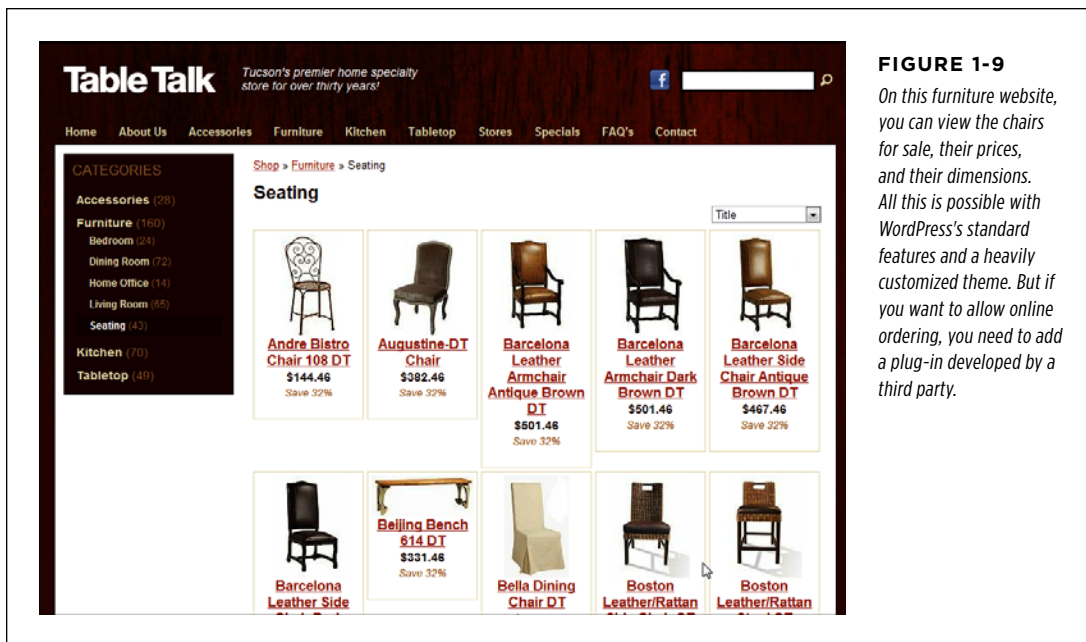 Table Talk
Tucson's premier home specialty
store for over thirty years!
f
Home About Us Accessories Furniture Kitchen Tabletop Stores Specials FAQ's Contact
CATEGORIES
Accessories (28)
Furniture (160)
Bedroom (24)
Dining Room (72)
Home Office (14)
Living Room (65)
Seating (43)
Kitchen (70)
Tabletop (49)
Shop » Furniture » Seating
Seating
Title
Andre Bistro
Chair 108 DT
$144.46
Save 32%
Augustine-DT
Chair
$382.46
Save 32%
Barcelona
Leather
Armchair
Antique Brown
DT
$501.46
Save 32%
Barcelona
Leather
Armchair Dark
Brown DT
$501.46
Save 32%
Barcelona
Leather Side
Chair Antique
Brown DT
$467.46
Save 32%
Barcelona
Leather Side
Beijing Bench
614 DT
$331.46
Save 32%
Bella Dining
Chair DT
Boston
Leather/Rattan
Boston
Leather/Rattan
FIGURE 1-9
On this furniture website,
you can view the chairs
for sale, their prices,
and their dimensions.
All this is possible with
WordPress's standard
features and a heavily
customized theme. But if
you want to allow online
ordering, you need to add
a plug-in developed by a
third party.